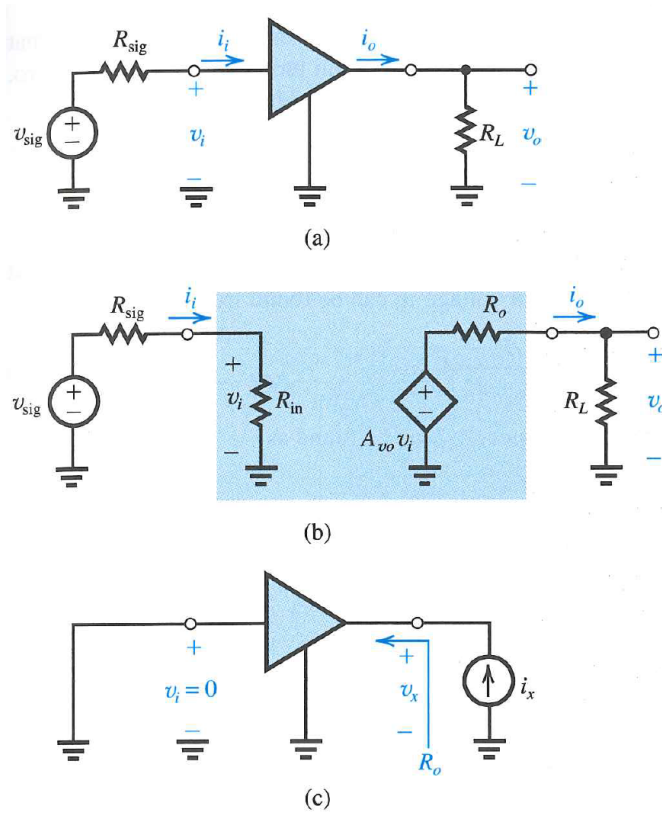 R_sig i_i i_o
v_sig + − + v_i − R_L + v_o −
(a)
R_sig i_i R_o i_o
v_sig + − + v_i − R_in + − A_vo v_i R_L + v_o −
(b)
+ v_i = 0 − + v_x − i_x
R_o
(c)